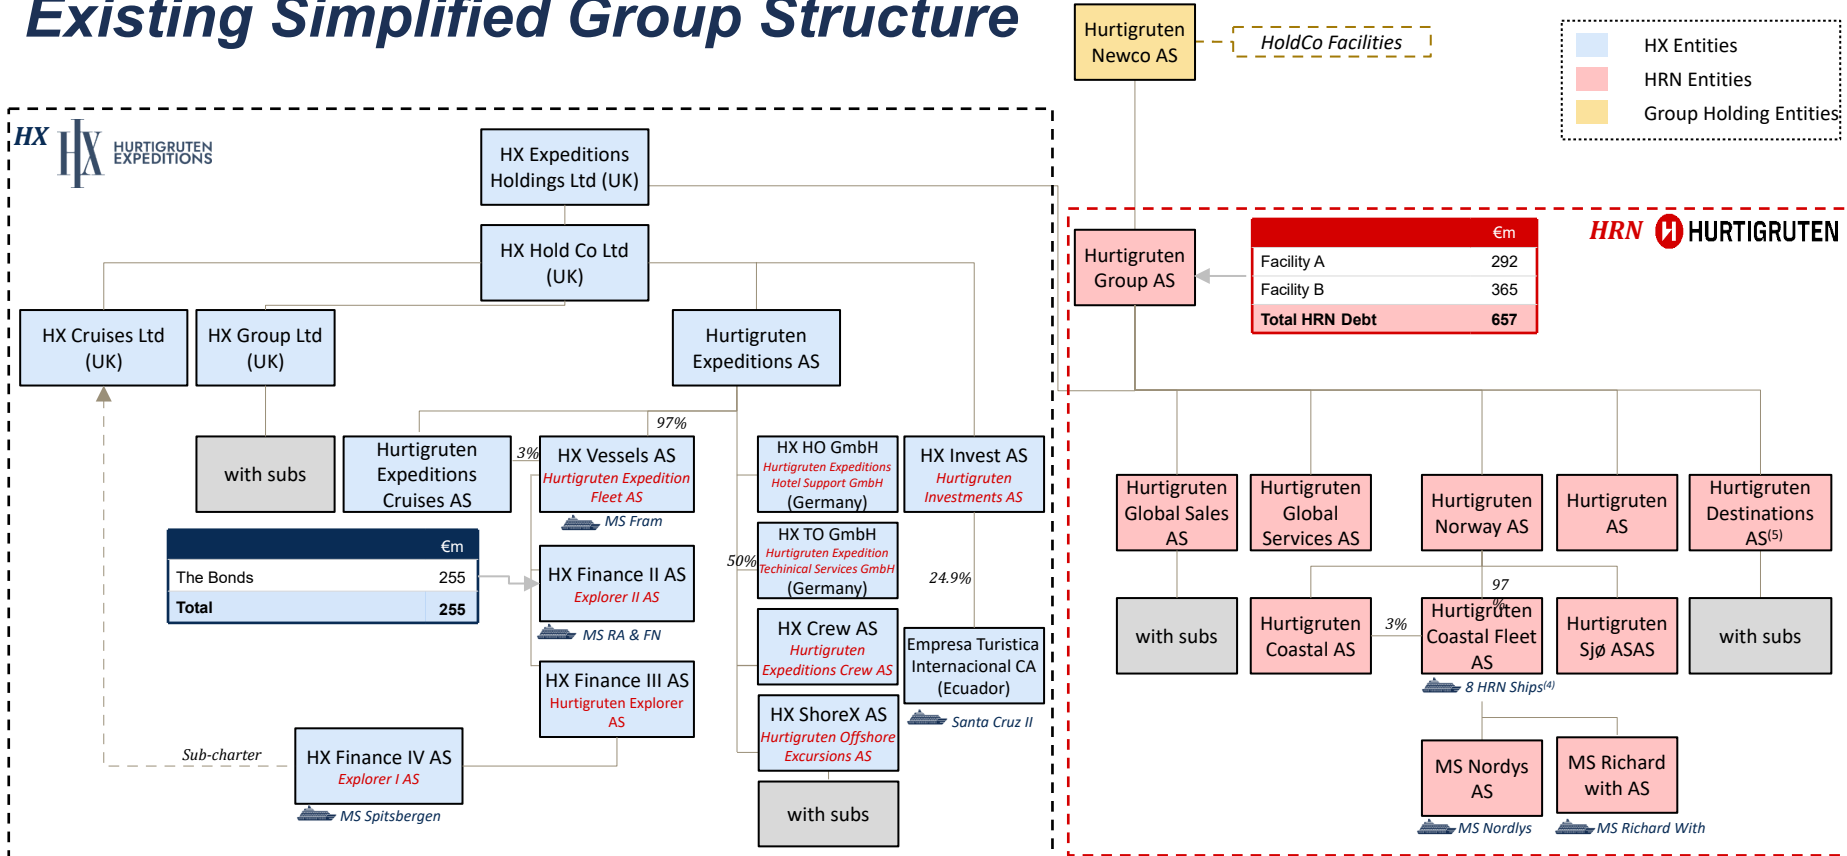 Existing Simplified Group Structure
Hurtigruten
Newco AS
HoldCo Facilities
HX Entities
HRN Entities
Group Holding Entities
HX
HX
HURTIGRUTEN
EXPEDITIONS
HX Expeditions
Holdings Ltd (UK)
HX Hold Co Ltd
(UK)
HX Cruises Ltd
(UK)
HX Group Ltd
(UK)
Hurtigruten
Expeditions AS
with subs
Hurtigruten
Expeditions
Cruises AS
3%
97%
HX Vessels AS
Hurtigruten Expedition
Fleet AS
MS Fram
€m
The Bonds 255
Total 255
HX Finance II AS
Explorer II AS
MS RA & FN
HX Finance III AS
Hurtigruten Explorer
AS
Sub-charter
HX Finance IV AS
Explorer I AS
MS Spitsbergen
HX HO GmbH
Hurtigruten Expeditions
Hotel Support GmbH
(Germany)
50%
HX TO GmbH
Hurtigruten Expedition
Techinical Services GmbH
(Germany)
HX Crew AS
Hurtigruten
Expeditions Crew AS
HX ShoreX AS
Hurtigruten Offshore
Excursions AS
with subs
HX Invest AS
Hurtigruten
Investments AS
24.9%
Empresa Turistica
Internacional CA
(Ecuador)
Santa Cruz II
HRN
HURTIGRUTEN
Hurtigruten
Group AS
€m
Facility A 292
Facility B 365
Total HRN Debt 657
Hurtigruten
Global Sales
AS
Hurtigruten
Global
Services AS
Hurtigruten
Norway AS
Hurtigruten
AS
Hurtigruten
Destinations
AS(5)
with subs
Hurtigruten
Coastal AS
3%
97
%
Hurtigruten
Coastal Fleet
AS
8 HRN Ships(4)
Hurtigruten
Sjø ASAS
with subs
MS Nordys
AS
MS Nordlys
MS Richard
with AS
MS Richard With